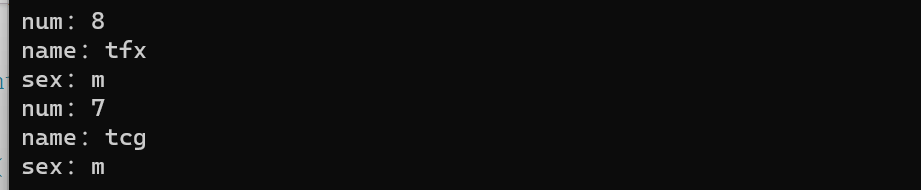 num: 8
name: tfx
sex: m
num: 7
name: tcg
sex: m